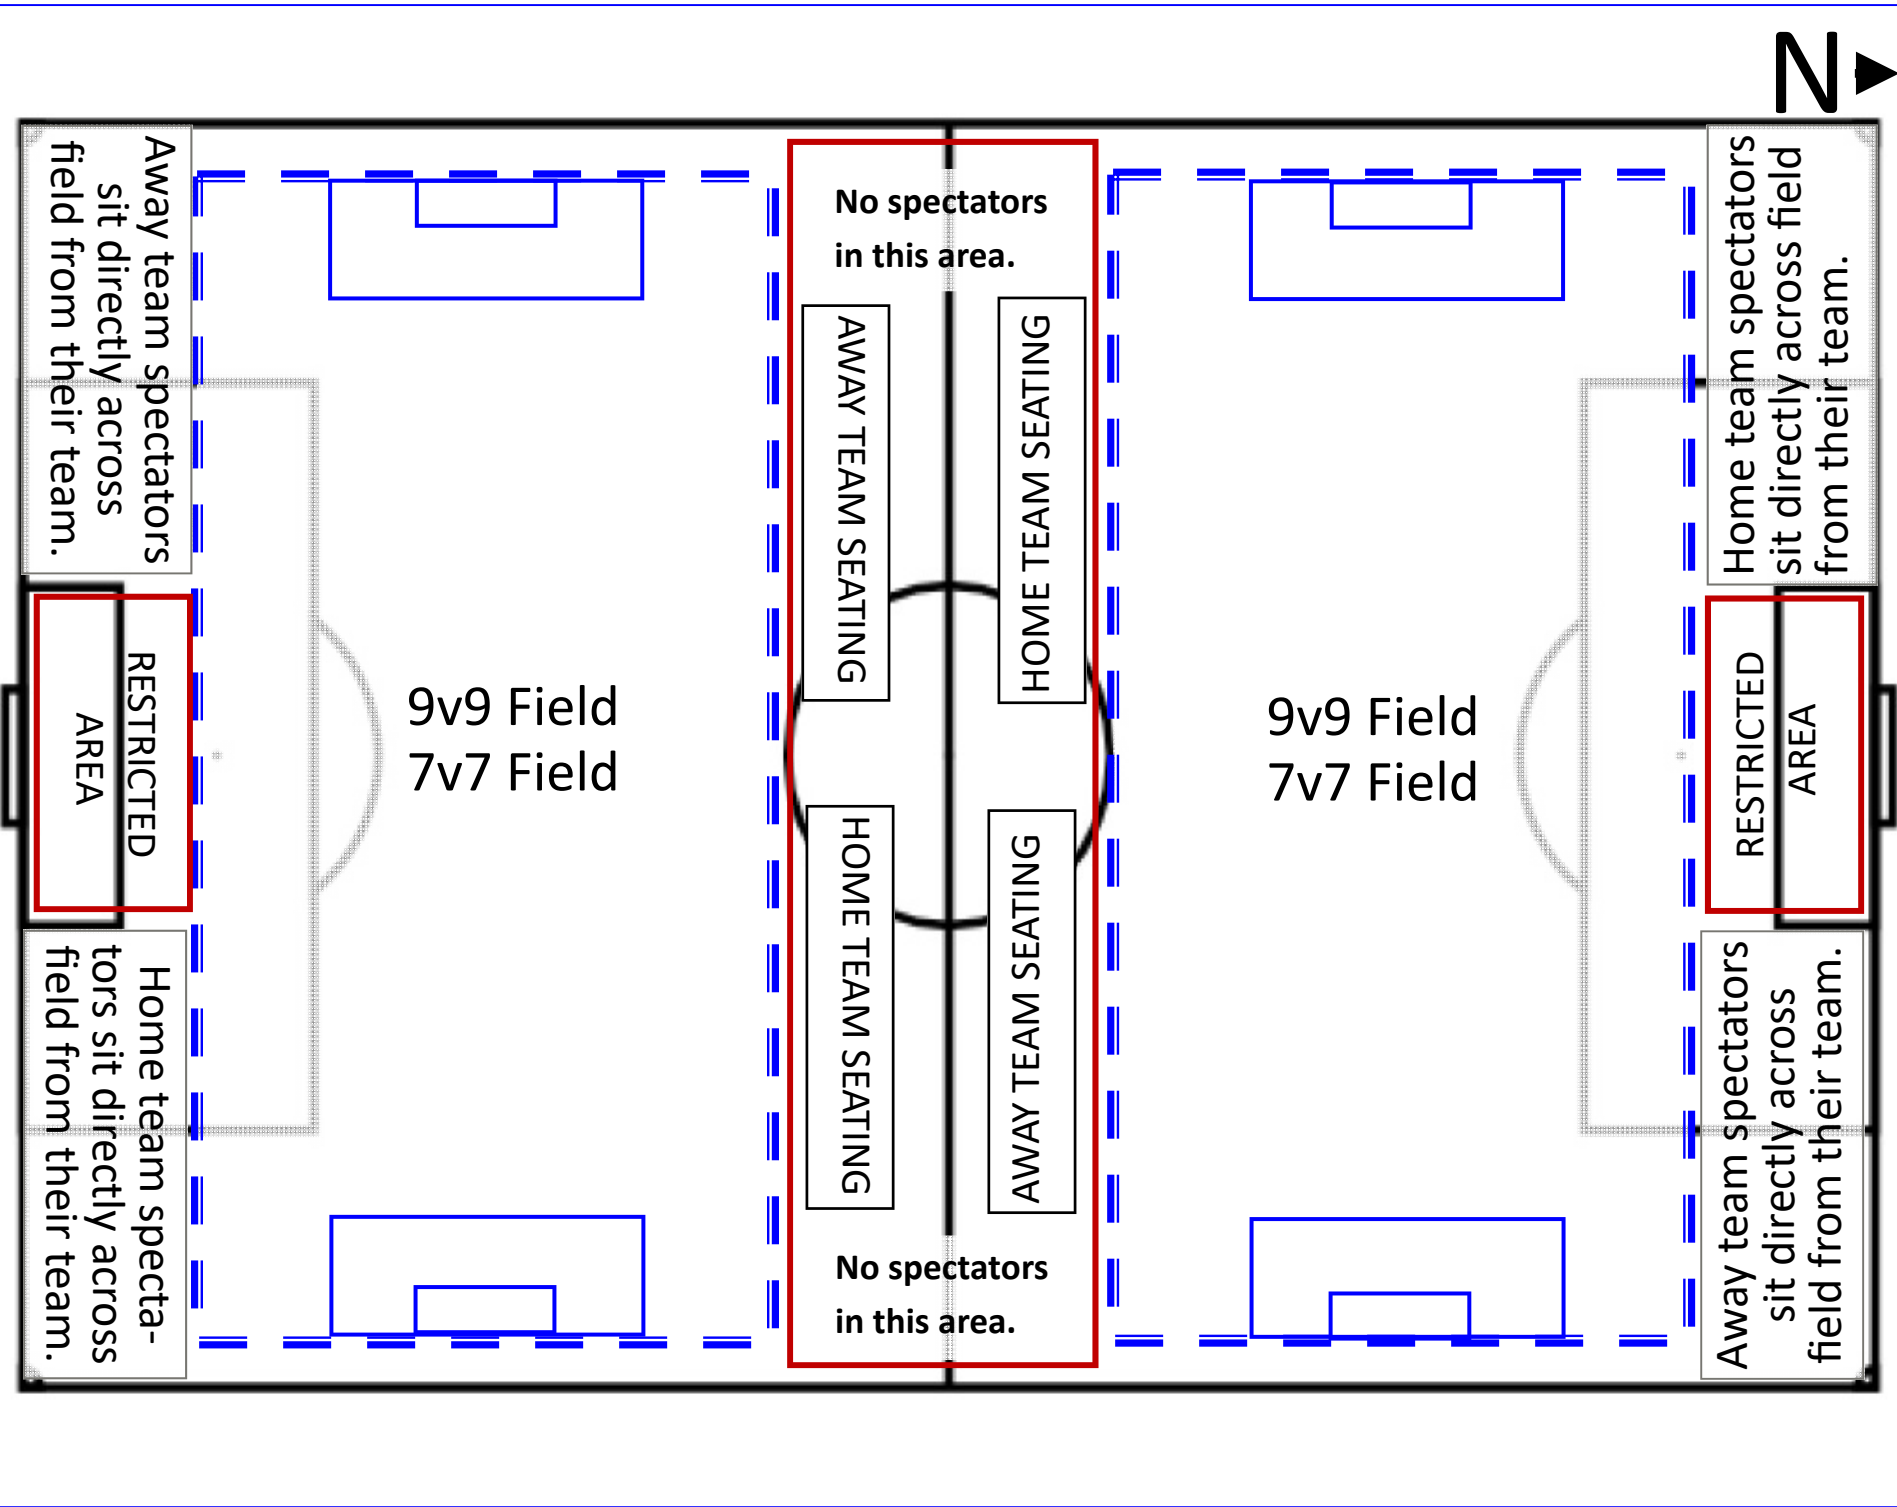 N
Away team spectators
sit directly across
field from their team.
No spectators
in this area.
Home team spectators
sit directly across field
from their team.
AWAY TEAM SEATING
HOME TEAM SEATING
RESTRICTED
AREA
9v9 Field
7v7 Field
9v9 Field
7v7 Field
RESTRICTED
AREA
HOME TEAM SEATING
AWAY TEAM SEATING
Home team specta-
tors sit directly across
field from their team.
No spectators
in this area.
Away team spectators
sit directly across
field from their team.